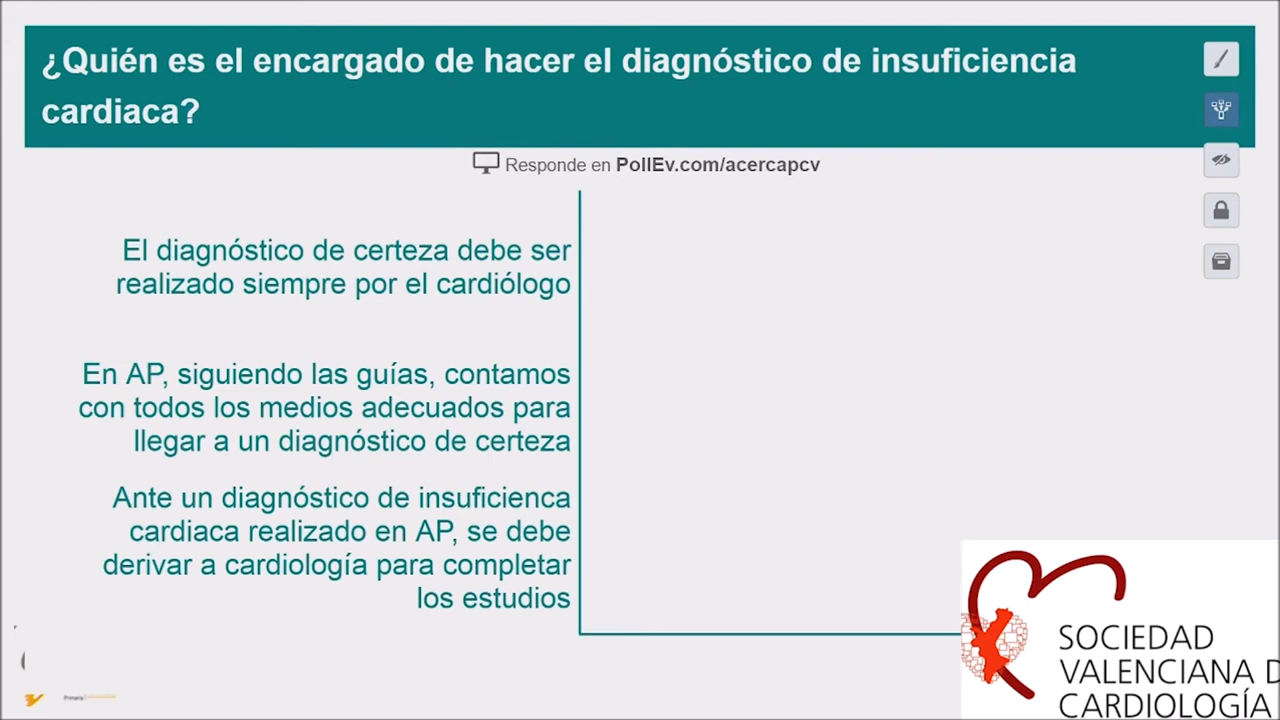 ¿Quién es el encargado de hacer el diagnóstico de insuficiencia
cardiaca?
Responde en PollEv.com/acercapcv
El diagnóstico de certeza debe ser
realizado siempre por el cardiólogo
En AP, siguiendo las guías, contamos
con todos los medios adecuados para
llegar a un diagnóstico de certeza
Ante un diagnóstico de insuficienca
cardiaca realizado en AP, se debe
derivar a cardiología para completar
los estudios
SOCIEDAD
VALENCIANA D
CARDIOLOGÍA
Primaria